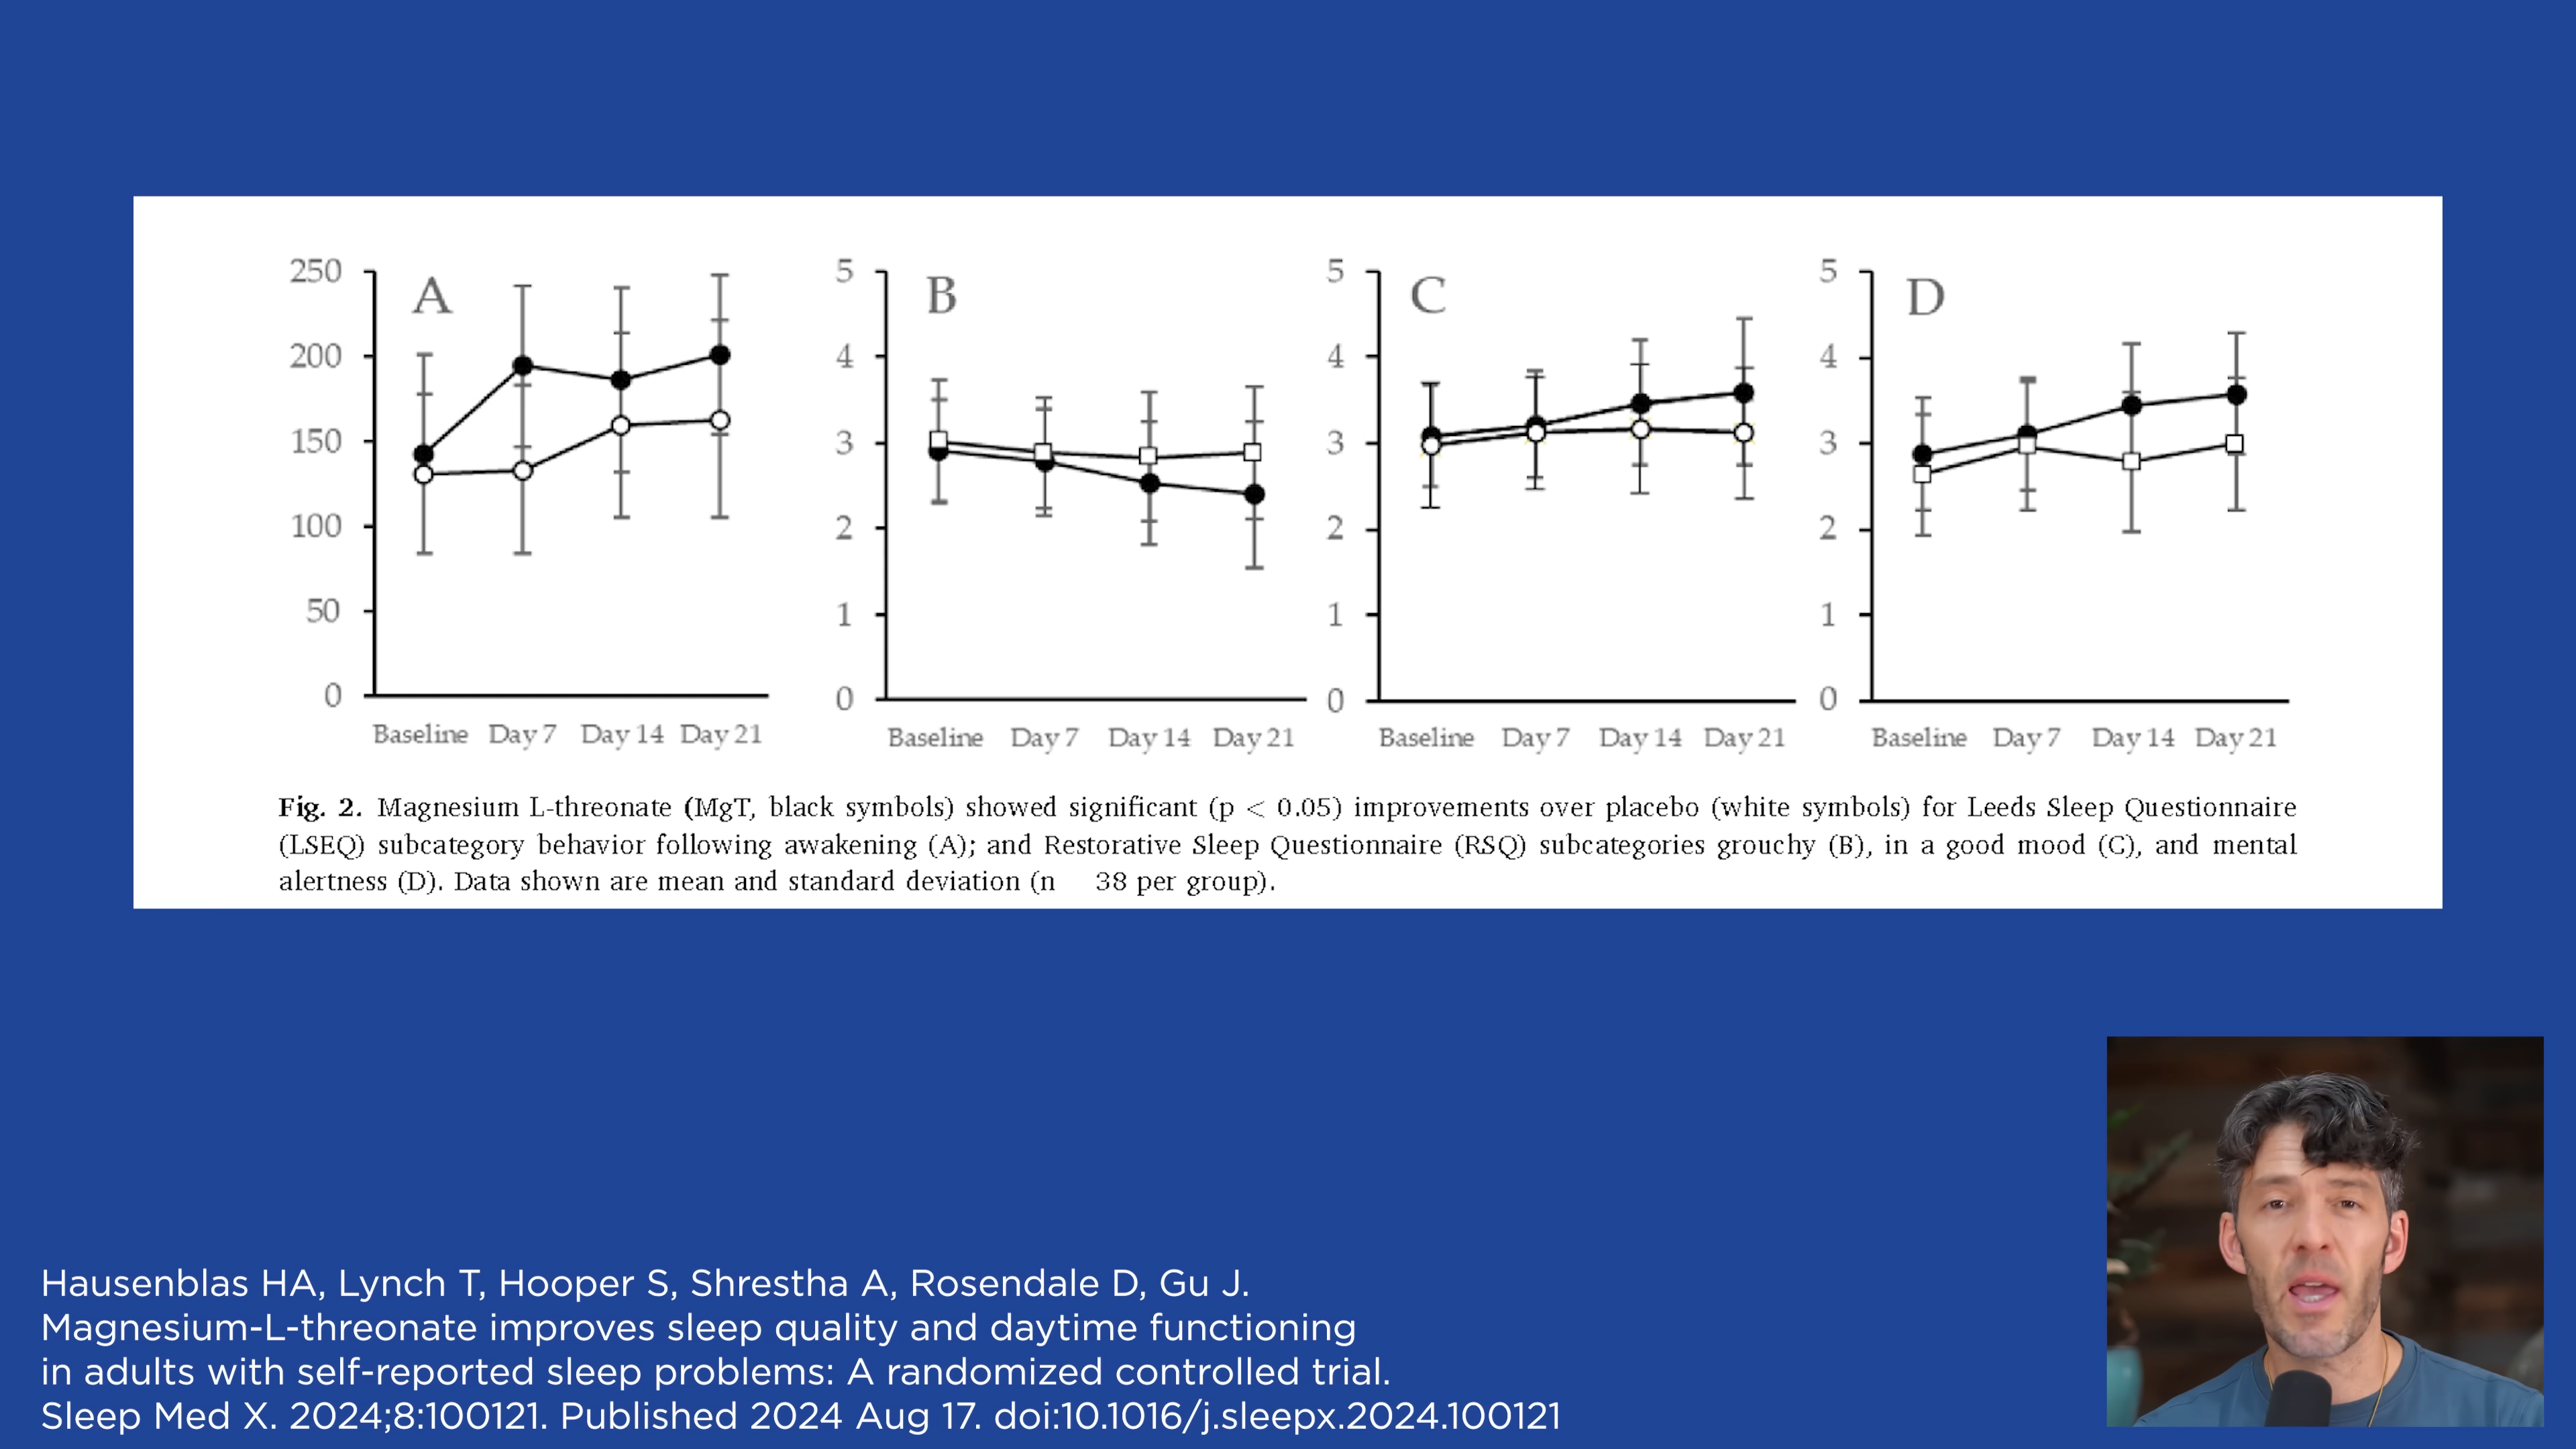 A
250
200
150
100
50
0
Baseline Day 7 Day 14 Day 21
B
5
4
3
2
1
0
Baseline Day 7 Day 14 Day 21
C
5
4
3
2
1
0
Baseline Day 7 Day 14 Day 21
D
5
4
3
2
1
0
Baseline Day 7 Day 14 Day 21
Fig. 2. Magnesium L-threonate (MgT, black symbols) showed significant (p < 0.05) improvements over placebo (white symbols) for Leeds Sleep Questionnaire
(LSEQ) subcategory behavior following awakening (A); and Restorative Sleep Questionnaire (RSQ) subcategories grouchy (B), in a good mood (C), and mental
alertness (D). Data shown are mean and standard deviation (n 38 per group).
Hausenblas HA, Lynch T, Hooper S, Shrestha A, Rosendale D, Gu J.
Magnesium-L-threonate improves sleep quality and daytime functioning
in adults with self-reported sleep problems: A randomized controlled trial.
Sleep Med X. 2024;8:100121. Published 2024 Aug 17. doi:10.1016/j.sleepx.2024.100121